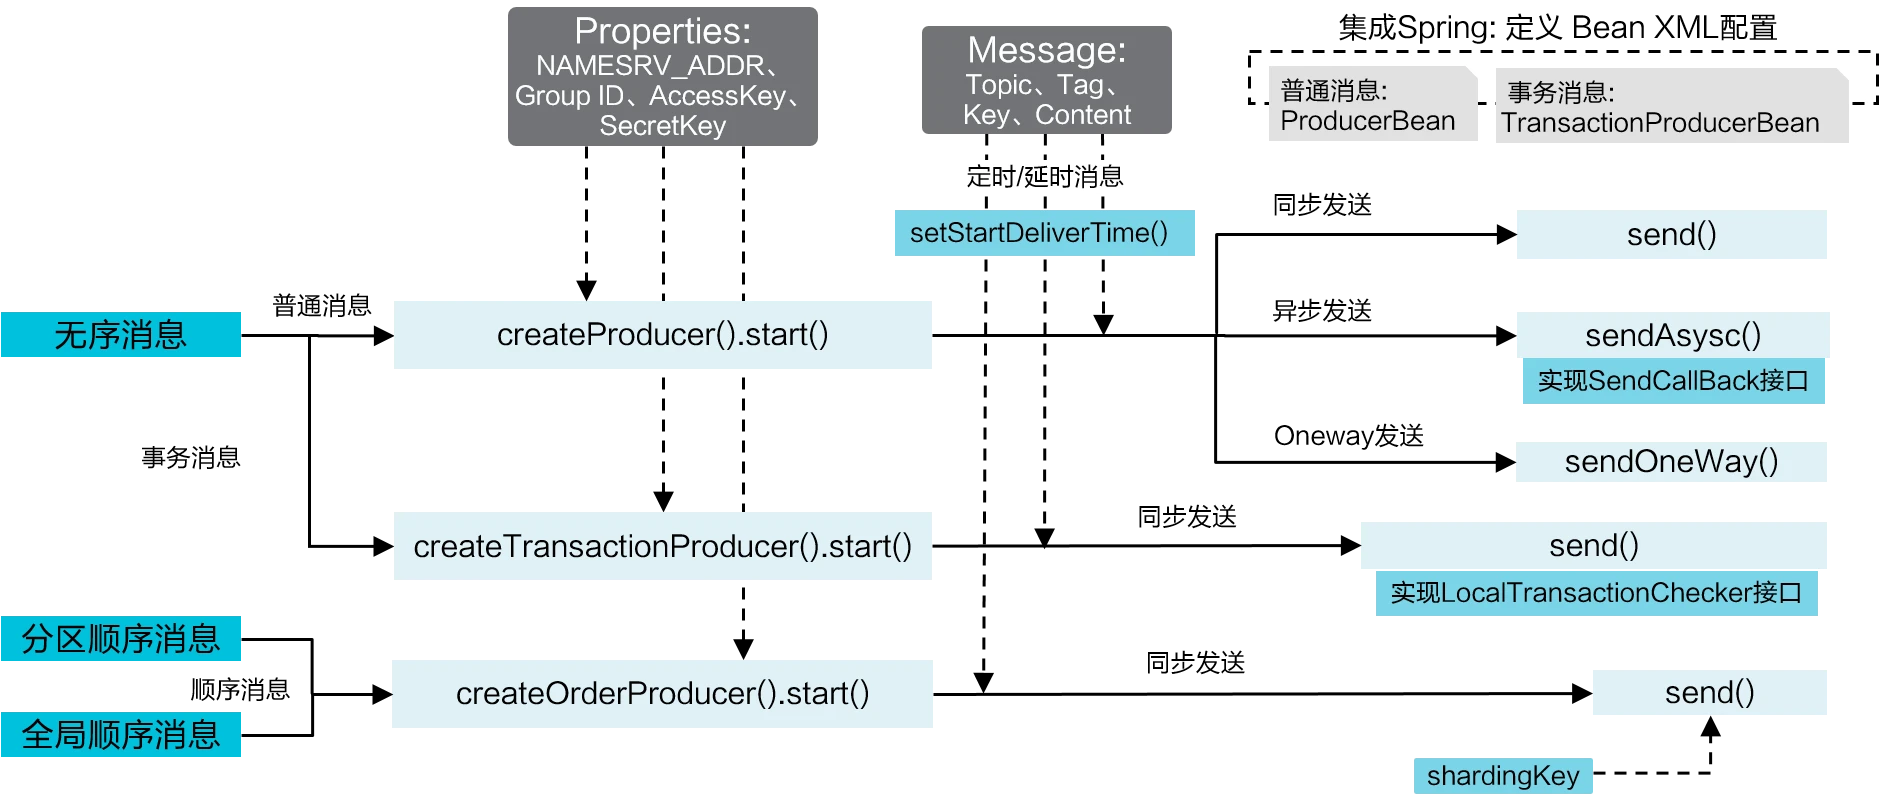 Properties:
NAMESRV_ADDR、
Group ID、AccessKey、
SecretKey
Message:
Topic、Tag、
Key、Content
集成Spring: 定义 Bean XML配置
普通消息:
ProducerBean
事务消息:
TransactionProducerBean
定时/延时消息
setStartDeliverTime()
同步发送
send()
无序消息
普通消息
createProducer().start()
异步发送
sendAsysc()
实现SendCallBack接口
Oneway发送
sendOneWay()
事务消息
createTransactionProducer().start()
同步发送
send()
实现LocalTransactionChecker接口
分区顺序消息
顺序消息
全局顺序消息
createOrderProducer().start()
同步发送
send()
shardingKey